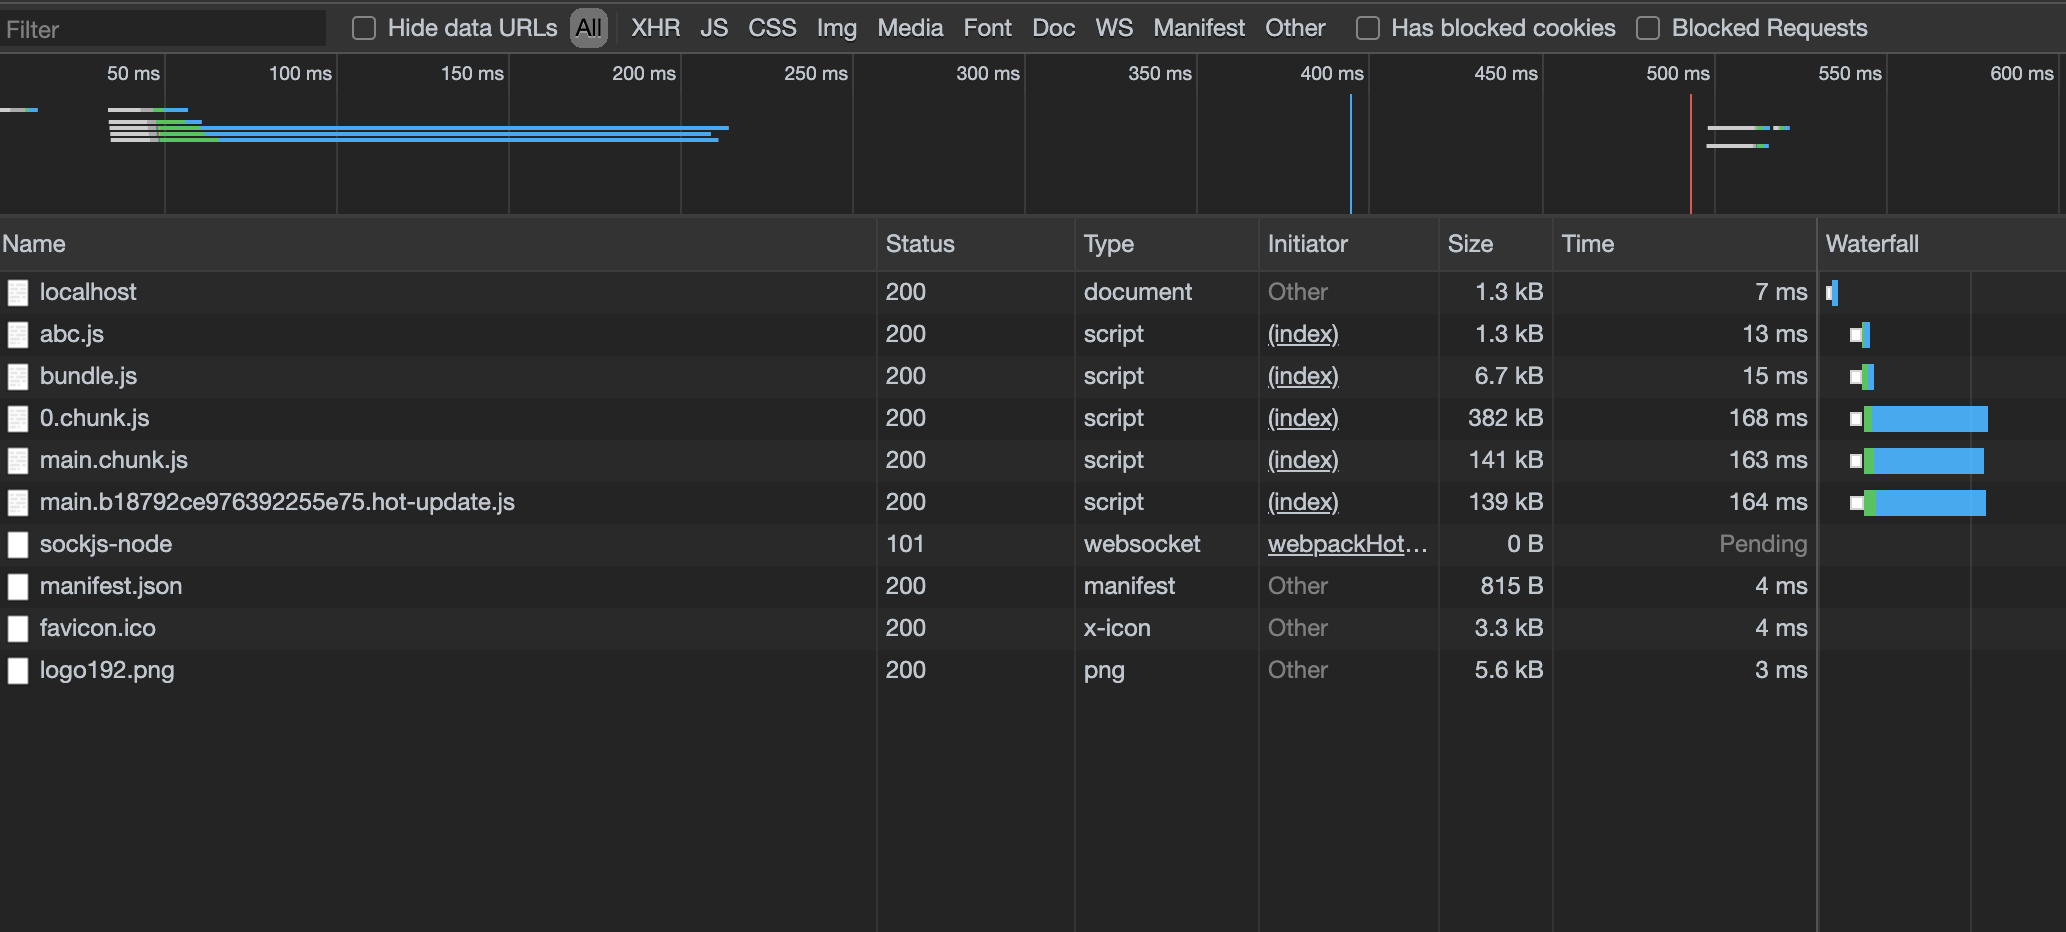 Filter Hide data URLs All XHR JS CSS Img Media Font Doc WS Manifest Other Has blocked cookies Blocked Requests
50 ms 100 ms 150 ms 200 ms 250 ms 300 ms 350 ms 400 ms 450 ms 500 ms 550 ms 600 ms
Name Status Type Initiator Size Time Waterfall
localhost 200 document Other 1.3 kB 7 ms
abc.js 200 script (index) 1.3 kB 13 ms
bundle.js 200 script (index) 6.7 kB 15 ms
0.chunk.js 200 script (index) 382 kB 168 ms
main.chunk.js 200 script (index) 141 kB 163 ms
main.b18792ce976392255e75.hot-update.js 200 script (index) 139 kB 164 ms
sockjs-node 101 websocket webpackHot... 0 B Pending
manifest.json 200 manifest Other 815 B 4 ms
favicon.ico 200 x-icon Other 3.3 kB 4 ms
logo192.png 200 png Other 5.6 kB 3 ms